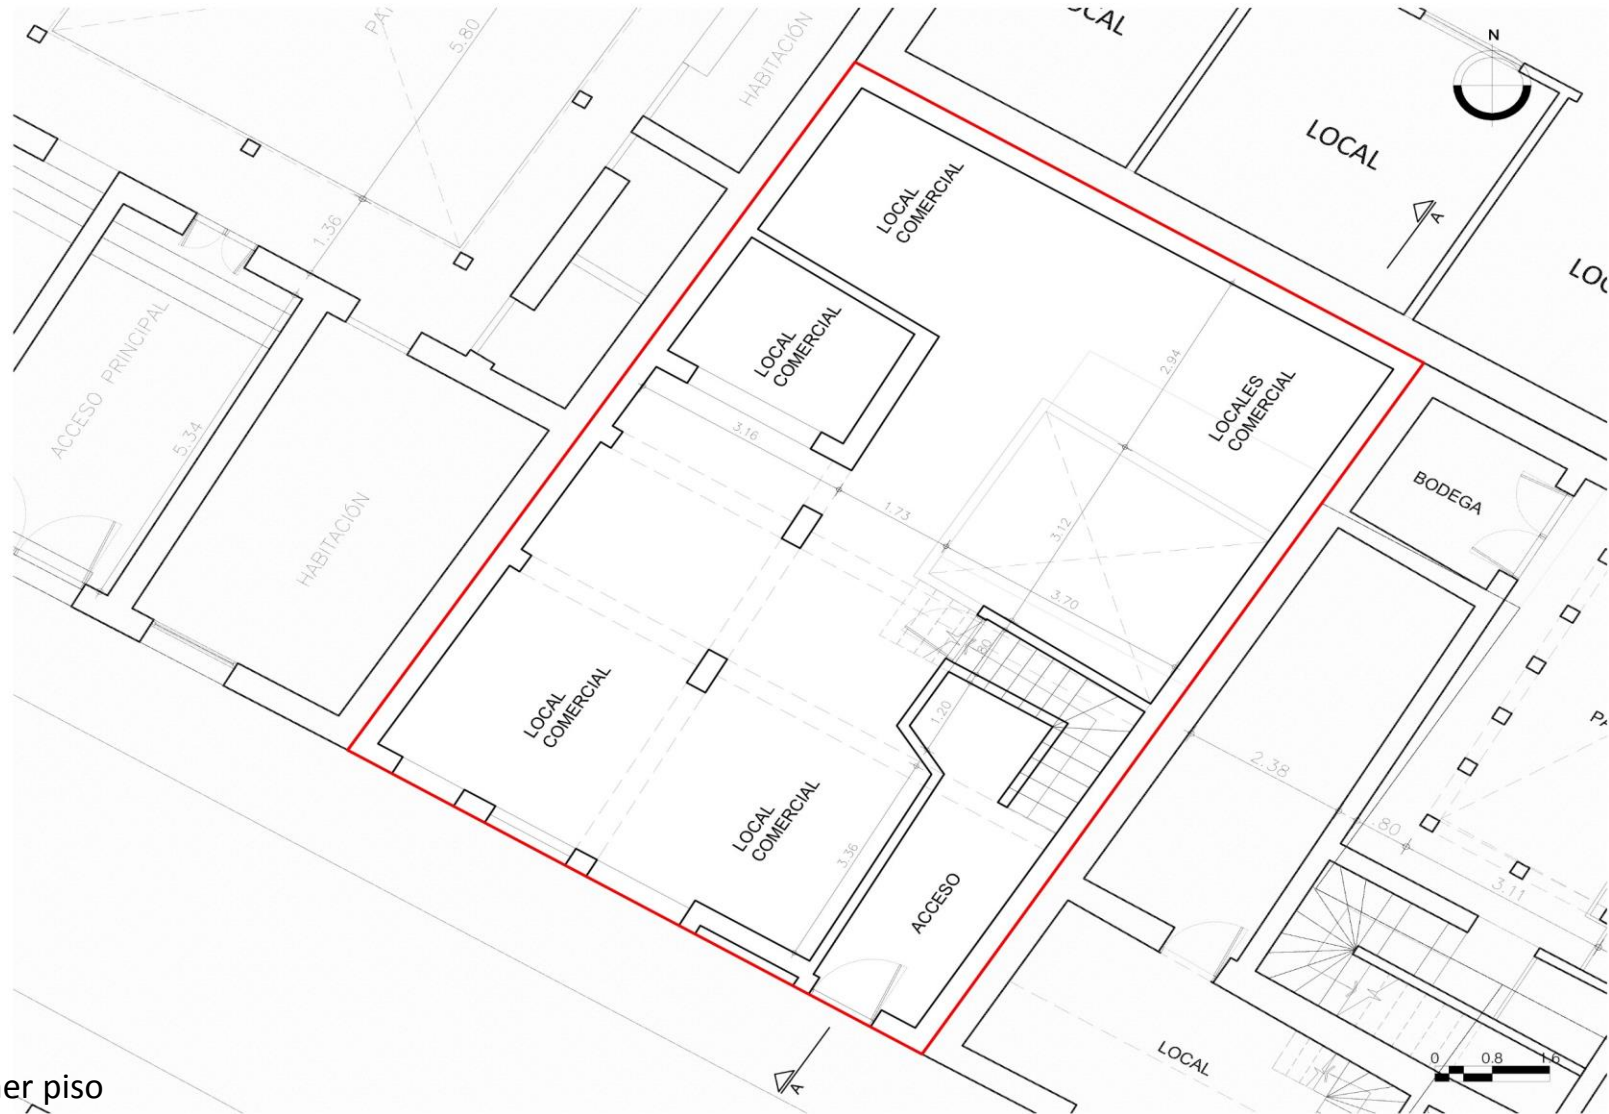 5.80
HABITACIÓN
LOCAL
N
LOCAL
A
1.36
LOCAL
COMERCIAL
ACCESO PRINCIPAL
5.34
HABITACIÓN
LOCAL
COMERCIAL
3.16
2.94
LOCALES
COMERCIAL
1.73
3.12
BODEGA
3.70
.80
1.20
LOCAL
COMERCIAL
LOCAL
COMERCIAL
3.36
ACCESO
2.38
.80
3.11
LOCAL
0 0.8 1.6
A
piso